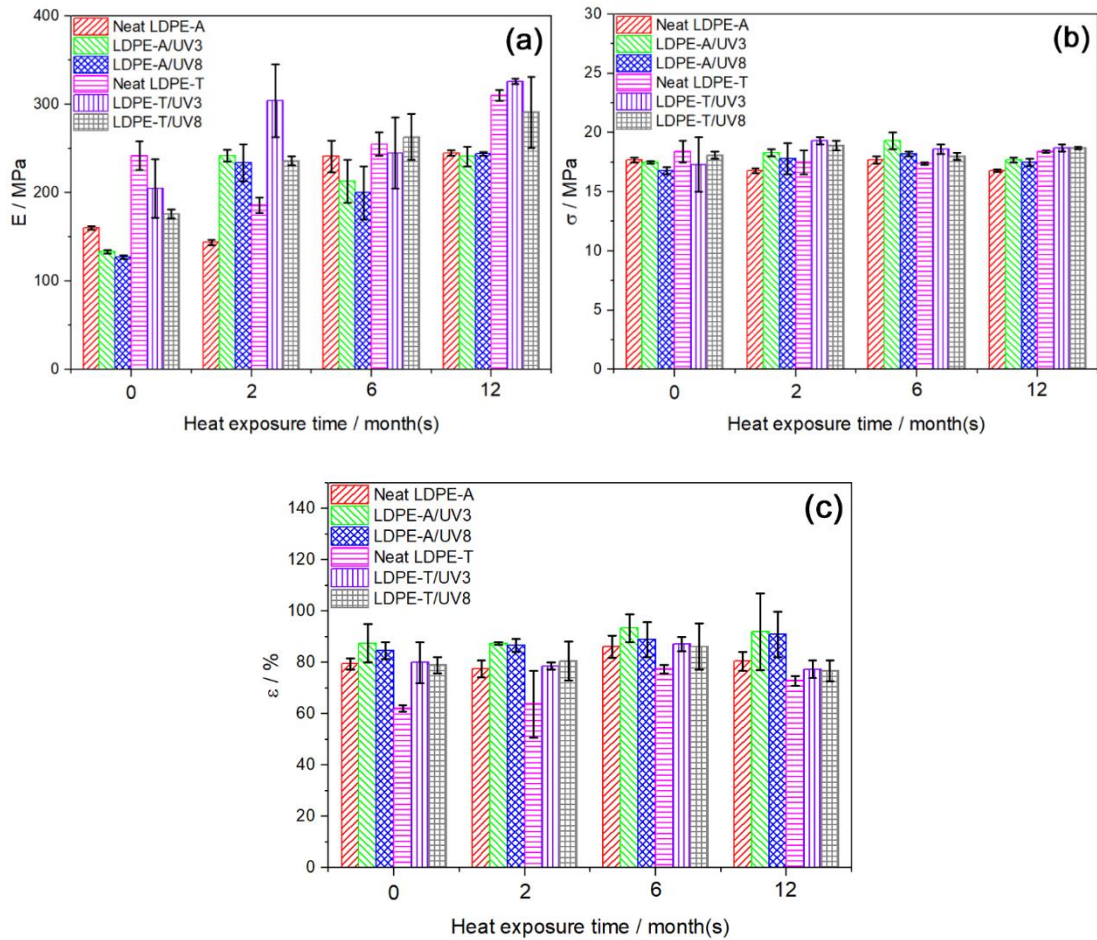 (a)
Neat LDPE-A
LDPE-A/UV3
LDPE-A/UV8
Neat LDPE-T
LDPE-T/UV3
LDPE-T/UV8
400
300
200
100
0
E / MPa
0 2 6 12
Heat exposure time / month(s)
(b)
Neat LDPE-A
LDPE-A/UV3
LDPE-A/UV8
Neat LDPE-T
LDPE-T/UV3
LDPE-T/UV8
30
25
20
15
10
5
0
σ / MPa
0 2 6 12
Heat exposure time / month(s)
(c)
Neat LDPE-A
LDPE-A/UV3
LDPE-A/UV8
Neat LDPE-T
LDPE-T/UV3
LDPE-T/UV8
140
120
100
80
60
40
20
0
ε / %
0 2 6 12
Heat exposure time / month(s)